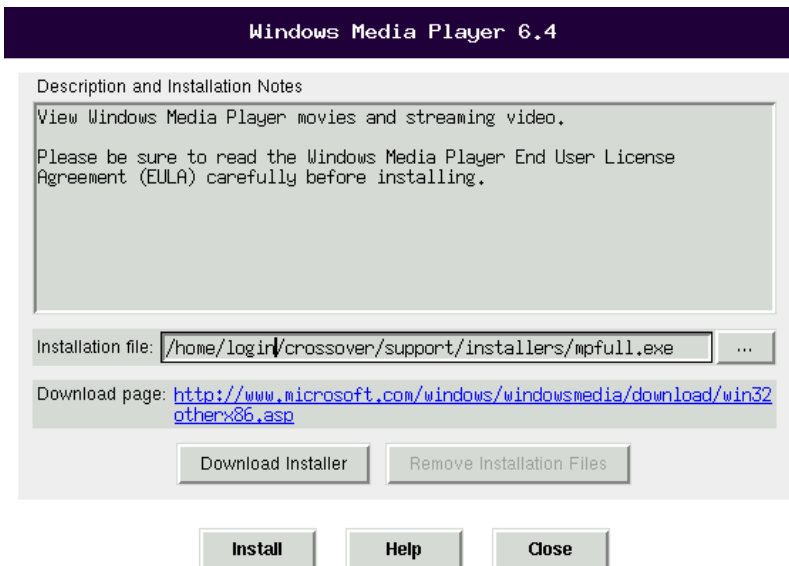 Windows Media Player 6.4
Description and Installation Notes
View Windows Media Player movies and streaming video.
Please be sure to read the Windows Media Player End User License
Agreement (EULA) carefully before installing.
Installation file: /home/login/crossover/support/installers/mpfull.exe ...
Download page: http://www.microsoft.com/windows/windowsmedia/download/win32
otherx86.asp
Download Installer Remove Installation Files
Install Help Close